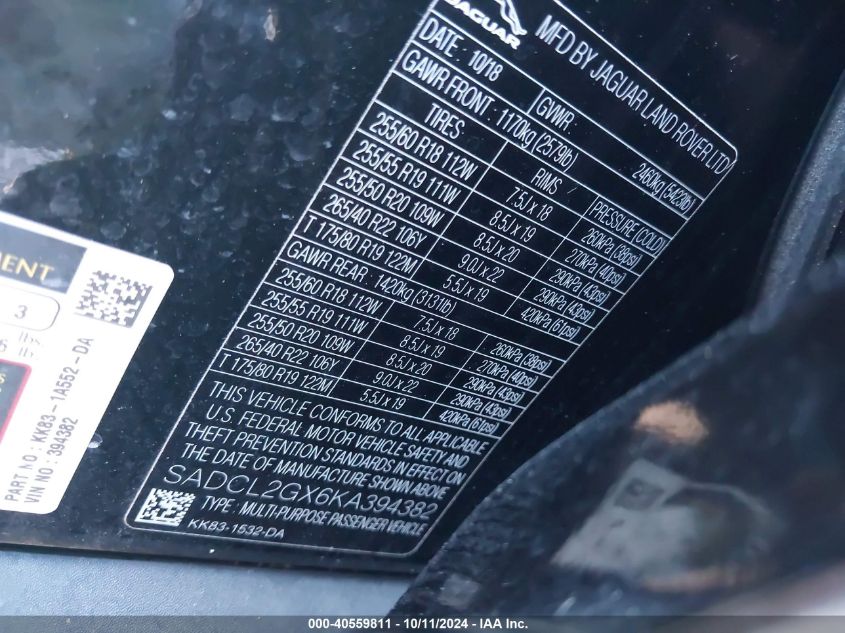 JAGUAR
MFD BY JAGUAR LAND ROVER LTD
DATE: 10/18 GVWR: 2460kg (5423lb)
GAWR FRONT: 1170kg (2579lb)
TIRES RIMS PRESSURE (COLD)
255/60 R18 112W 7.5J x 18 260kPa (38psi)
255/55 R19 111W 8.5J x 19 270kPa (40psi)
255/50 R20 109W 8.5J x 20 290kPa (43psi)
265/40 R22 106Y 9.0J x 22 290kPa (43psi)
T 175/80 R19 122M 5.5J x 19 420kPa (61psi)
GAWR REAR: 1420kg (3131lb)
255/60 R18 112W 7.5J x 18 260kPa (38psi)
255/55 R19 111W 8.5J x 19 270kPa (40psi)
255/50 R20 109W 8.5J x 20 290kPa (43psi)
265/40 R22 106Y 9.0J x 22 290kPa (43psi)
T 175/80 R19 122M 5.5J x 19 420kPa (61psi)
THIS VEHICLE CONFORMS TO ALL APPLICABLE
U.S. FEDERAL MOTOR VEHICLE SAFETY AND
THEFT PREVENTION STANDARDS IN EFFECT ON
THE DATE OF MANUFACTURE SHOWN ABOVE
SADCL2GX6KA394382
TYPE: MULTI-PURPOSE PASSENGER VEHICLE
KK83-1532-DA
3
lbs.
6 lb
PART NO: KK83-1A552-DA
VIN NO: 394382
000-40559811 - 10/11/2024 - IAA Inc.